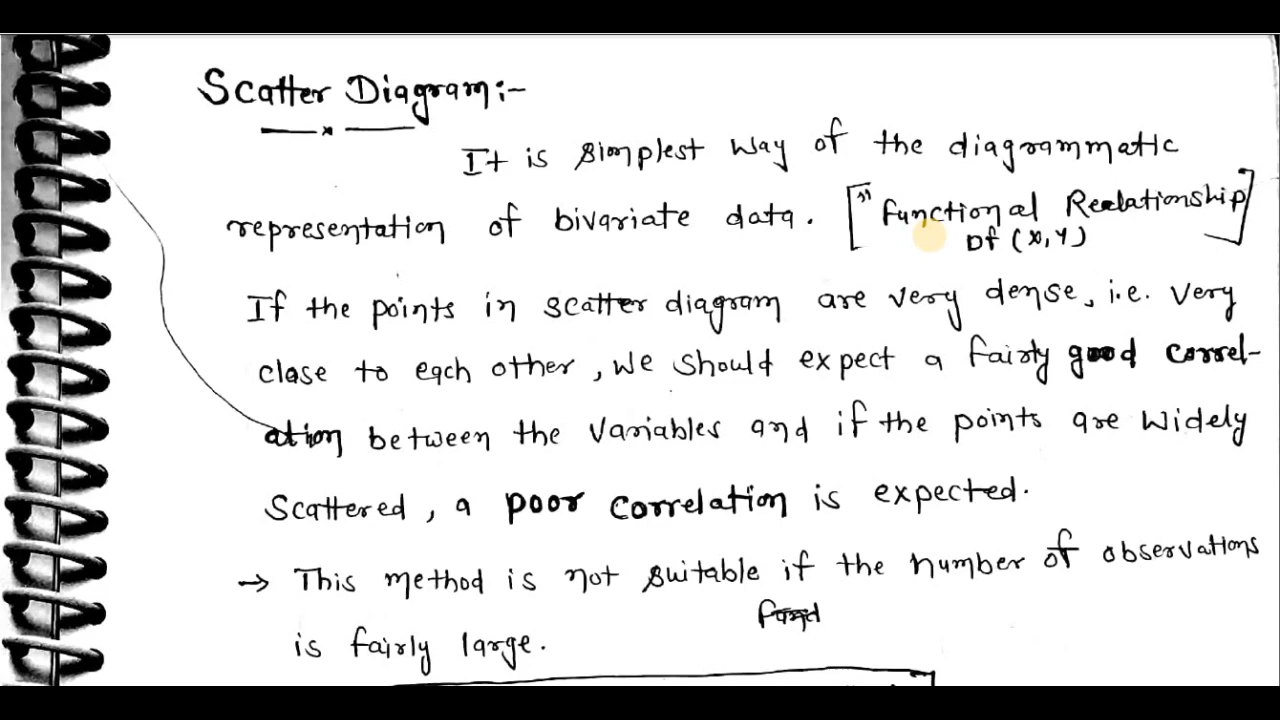 Scatter Diagram:-
It is simplest way of the diagrammatic
representation of bivariate data. ["Functional Realationship
of (X,Y)]
If the points in scatter diagram are very dense, i.e. very
close to each other, we should expect a fairly good correl-
ation between the variables and if the points are widely
Scattered, a poor correlation is expected.
→ This method is not suitable if the number of observations
is fairly large.